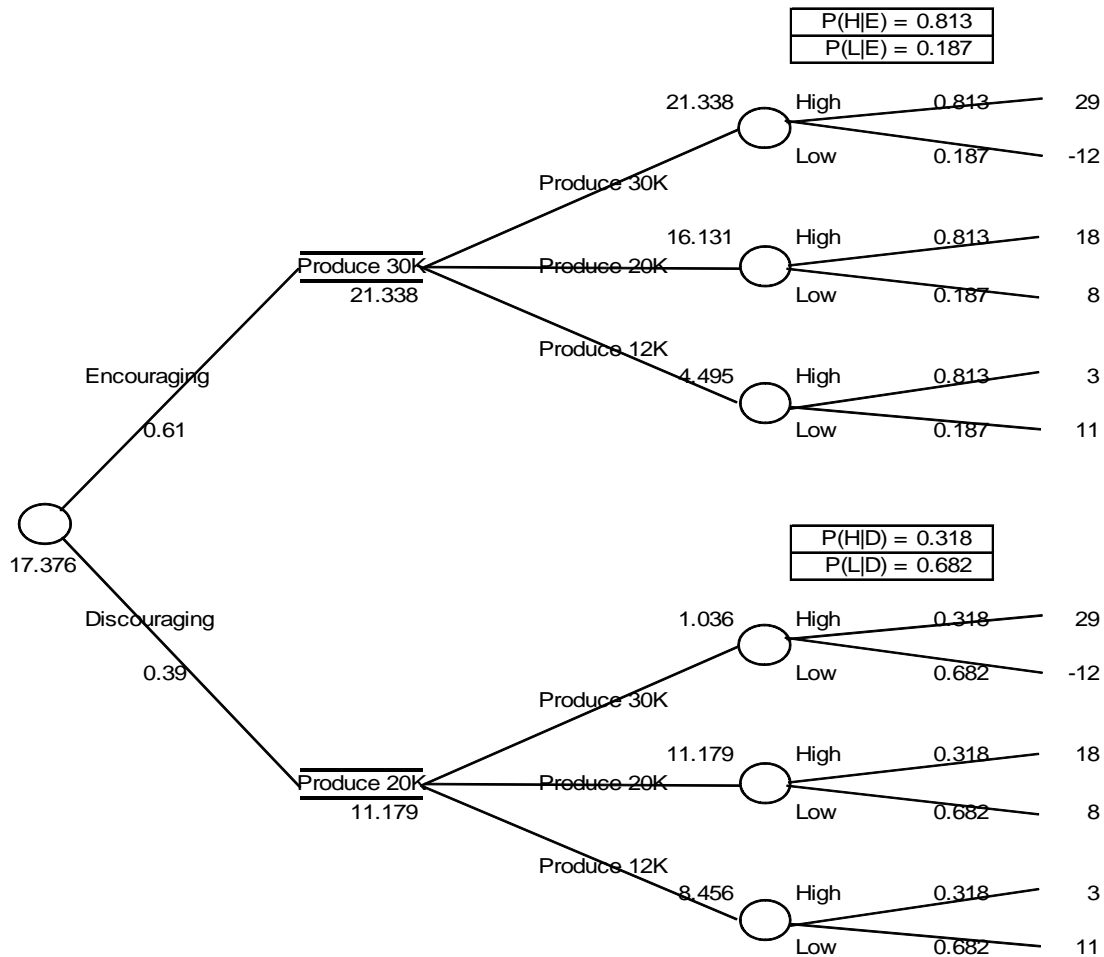 P(H|E) = 0.813
P(L|E) = 0.187
21.338 High 0.813 29
Low 0.187 -12
Produce 30K
16.131 High 0.813 18
Produce 30K Produce 20K
21.338 Low 0.187 8
Produce 12K
Encouraging 4.495 High 0.813 3
0.61 Low 0.187 11
P(H|D) = 0.318
17.376 P(L|D) = 0.682
Discouraging 1.036 High 0.318 29
0.39 Low 0.682 -12
Produce 30K
11.179 High 0.318 18
Produce 20K Produce 20K
11.179 Low 0.682 8
Produce 12K
8.456 High 0.318 3
Low 0.682 11